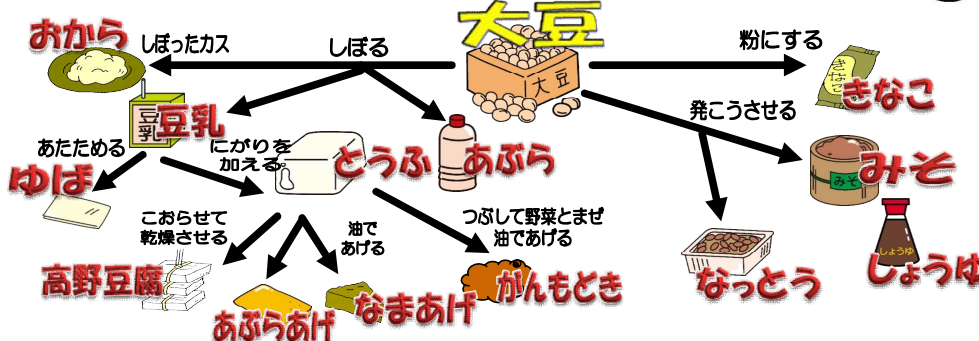 大豆
大豆
おから
しぼったカス
しぼる
粉にする
きなこ
きなこ
発こうさせる
豆乳
豆乳
あたためる
にがりを
加える
とうふ
あぶら
ゆば
みそ
みそ
こおらせて
乾燥させる
油で
あげる
つぶして野菜とまぜ
油であげる
しょうゆ
しょうゆ
高野豆腐
あぶらあげ
なまあげ
がんもどき
なっとう